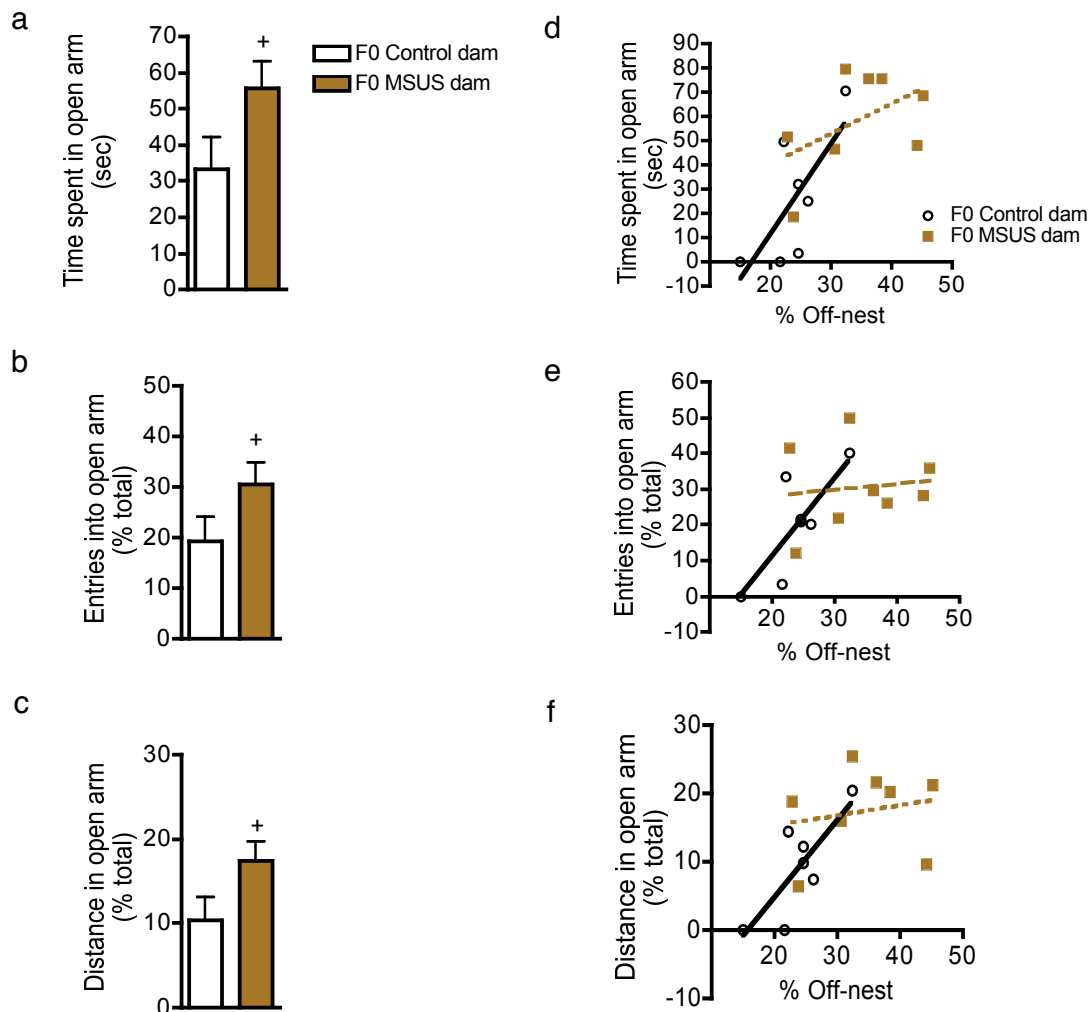 a
Time spent in open arm
(sec)
70
60
50
40
30
20
10
0
+
F0 Control dam
F0 MSUS dam
b
Entries into open arm
(% total)
50
40
30
20
10
0
+
c
Distance in open arm
(% total)
30
20
10
0
+
d
Time spent in open arm
(sec)
90
80
70
60
50
40
30
20
10
0
-10
20
30
40
50
% Off-nest
F0 Control dam
F0 MSUS dam
e
Entries into open arm
(% total)
60
50
40
30
20
10
0
-10
20
30
40
50
% Off-nest
f
Distance in open arm
(% total)
30
20
10
0
-10
20
30
40
50
% Off-nest